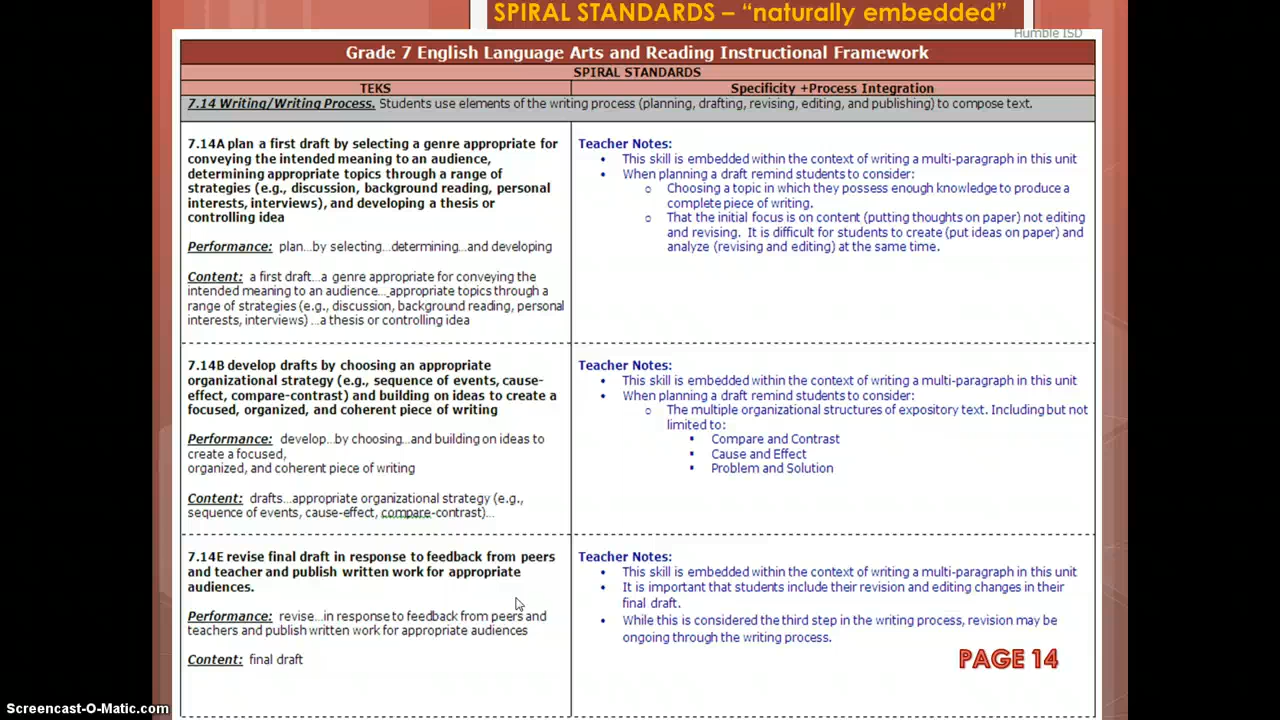 SPIRAL STANDARDS – “naturally embedded”
Humble ISD
Grade 7 English Language Arts and Reading Instructional Framework
SPIRAL STANDARDS
TEKS
Specificity +Process Integration
7.14 Writing/Writing Process. Students use elements of the writing process (planning, drafting, revising, editing, and publishing) to compose text.
7.14A plan a first draft by selecting a genre appropriate for
conveying the intended meaning to an audience,
determining appropriate topics through a range of
strategies (e.g., discussion, background reading, personal
interests, interviews), and developing a thesis or
controlling idea
Performance: plan…by selecting…determining…and developing
Content: a first draft…a genre appropriate for conveying the
intended meaning to an audience… appropriate topics through a
range of strategies (e.g., discussion, background reading, personal
interests, interviews) …a thesis or controlling idea
Teacher Notes:
• This skill is embedded within the context of writing a multi-paragraph in this unit
• When planning a draft remind students to consider:
o Choosing a topic in which they possess enough knowledge to produce a
complete piece of writing.
o That the initial focus is on content (putting thoughts on paper) not editing
and revising. It is difficult for students to create (put ideas on paper) and
analyze (revising and editing) at the same time.
7.14B develop drafts by choosing an appropriate
organizational strategy (e.g., sequence of events, cause-
effect, compare-contrast) and building on ideas to create a
focused, organized, and coherent piece of writing
Performance: develop…by choosing…and building on ideas to
create a focused,
organized, and coherent piece of writing
Content: drafts…appropriate organizational strategy (e.g.,
sequence of events, cause-effect, compare-contrast)…
Teacher Notes:
• This skill is embedded within the context of writing a multi-paragraph in this unit
• When planning a draft remind students to consider:
o The multiple organizational structures of expository text. Including but not
limited to:
▪ Compare and Contrast
▪ Cause and Effect
▪ Problem and Solution
7.14E revise final draft in response to feedback from peers
and teacher and publish written work for appropriate
audiences.
Performance: revise…in response to feedback from peers and
teachers and publish written work for appropriate audiences
Content: final draft
Teacher Notes:
• This skill is embedded within the context of writing a multi-paragraph in this unit
• It is important that students include their revision and editing changes in their
final draft.
• While this is considered the third step in the writing process, revision may be
ongoing through the writing process.
PAGE 14
Screencast-O-Matic.com